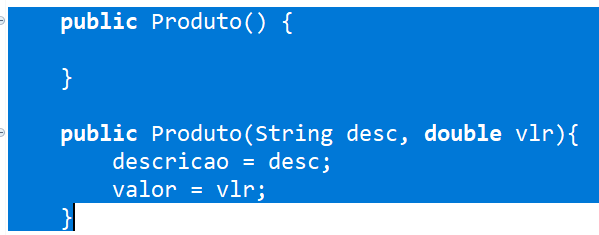 public Produto() {
}
public Produto(String desc, double vlr){
descricao = desc;
valor = vlr;
}